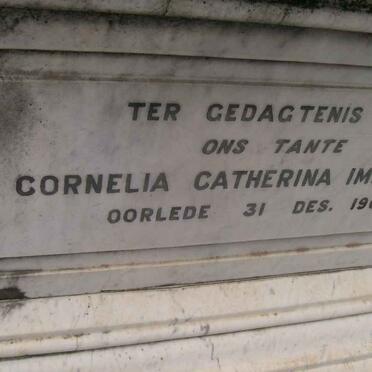 TER GEDAGTENIS
ONS TANTE
CORNELIA CATHERINA
OORLEDE 31 DES.